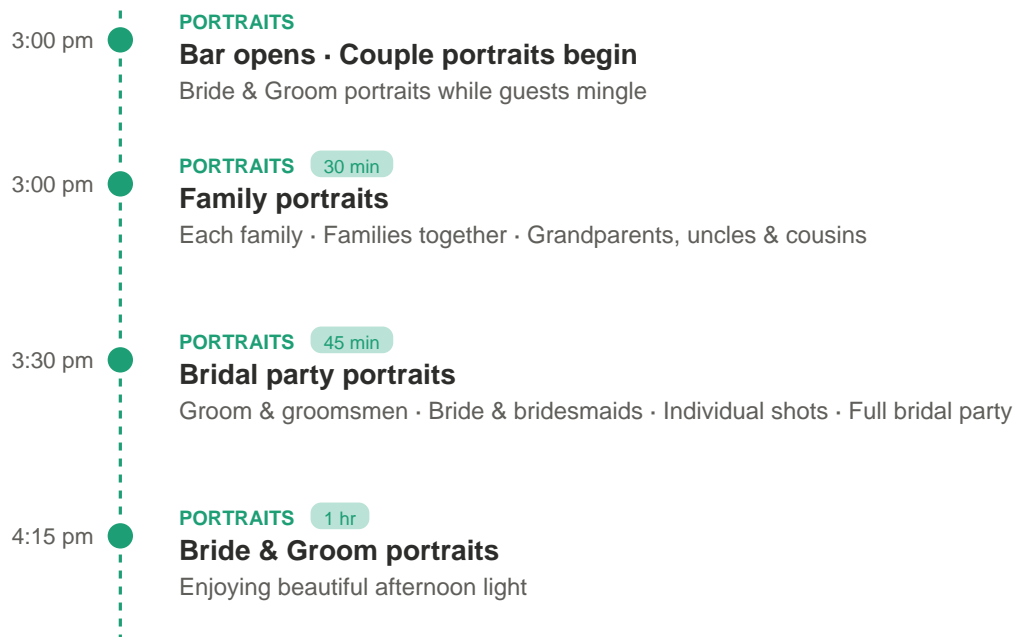 PORTRAITS
3:00 pm
Bar opens · Couple portraits begin
Bride & Groom portraits while guests mingle
PORTRAITS 30 min
3:00 pm
Family portraits
Each family · Families together · Grandparents, uncles & cousins
PORTRAITS 45 min
3:30 pm
Bridal party portraits
Groom & groomsmen · Bride & bridesmaids · Individual shots · Full bridal party
PORTRAITS 1 hr
4:15 pm
Bride & Groom portraits
Enjoying beautiful afternoon light